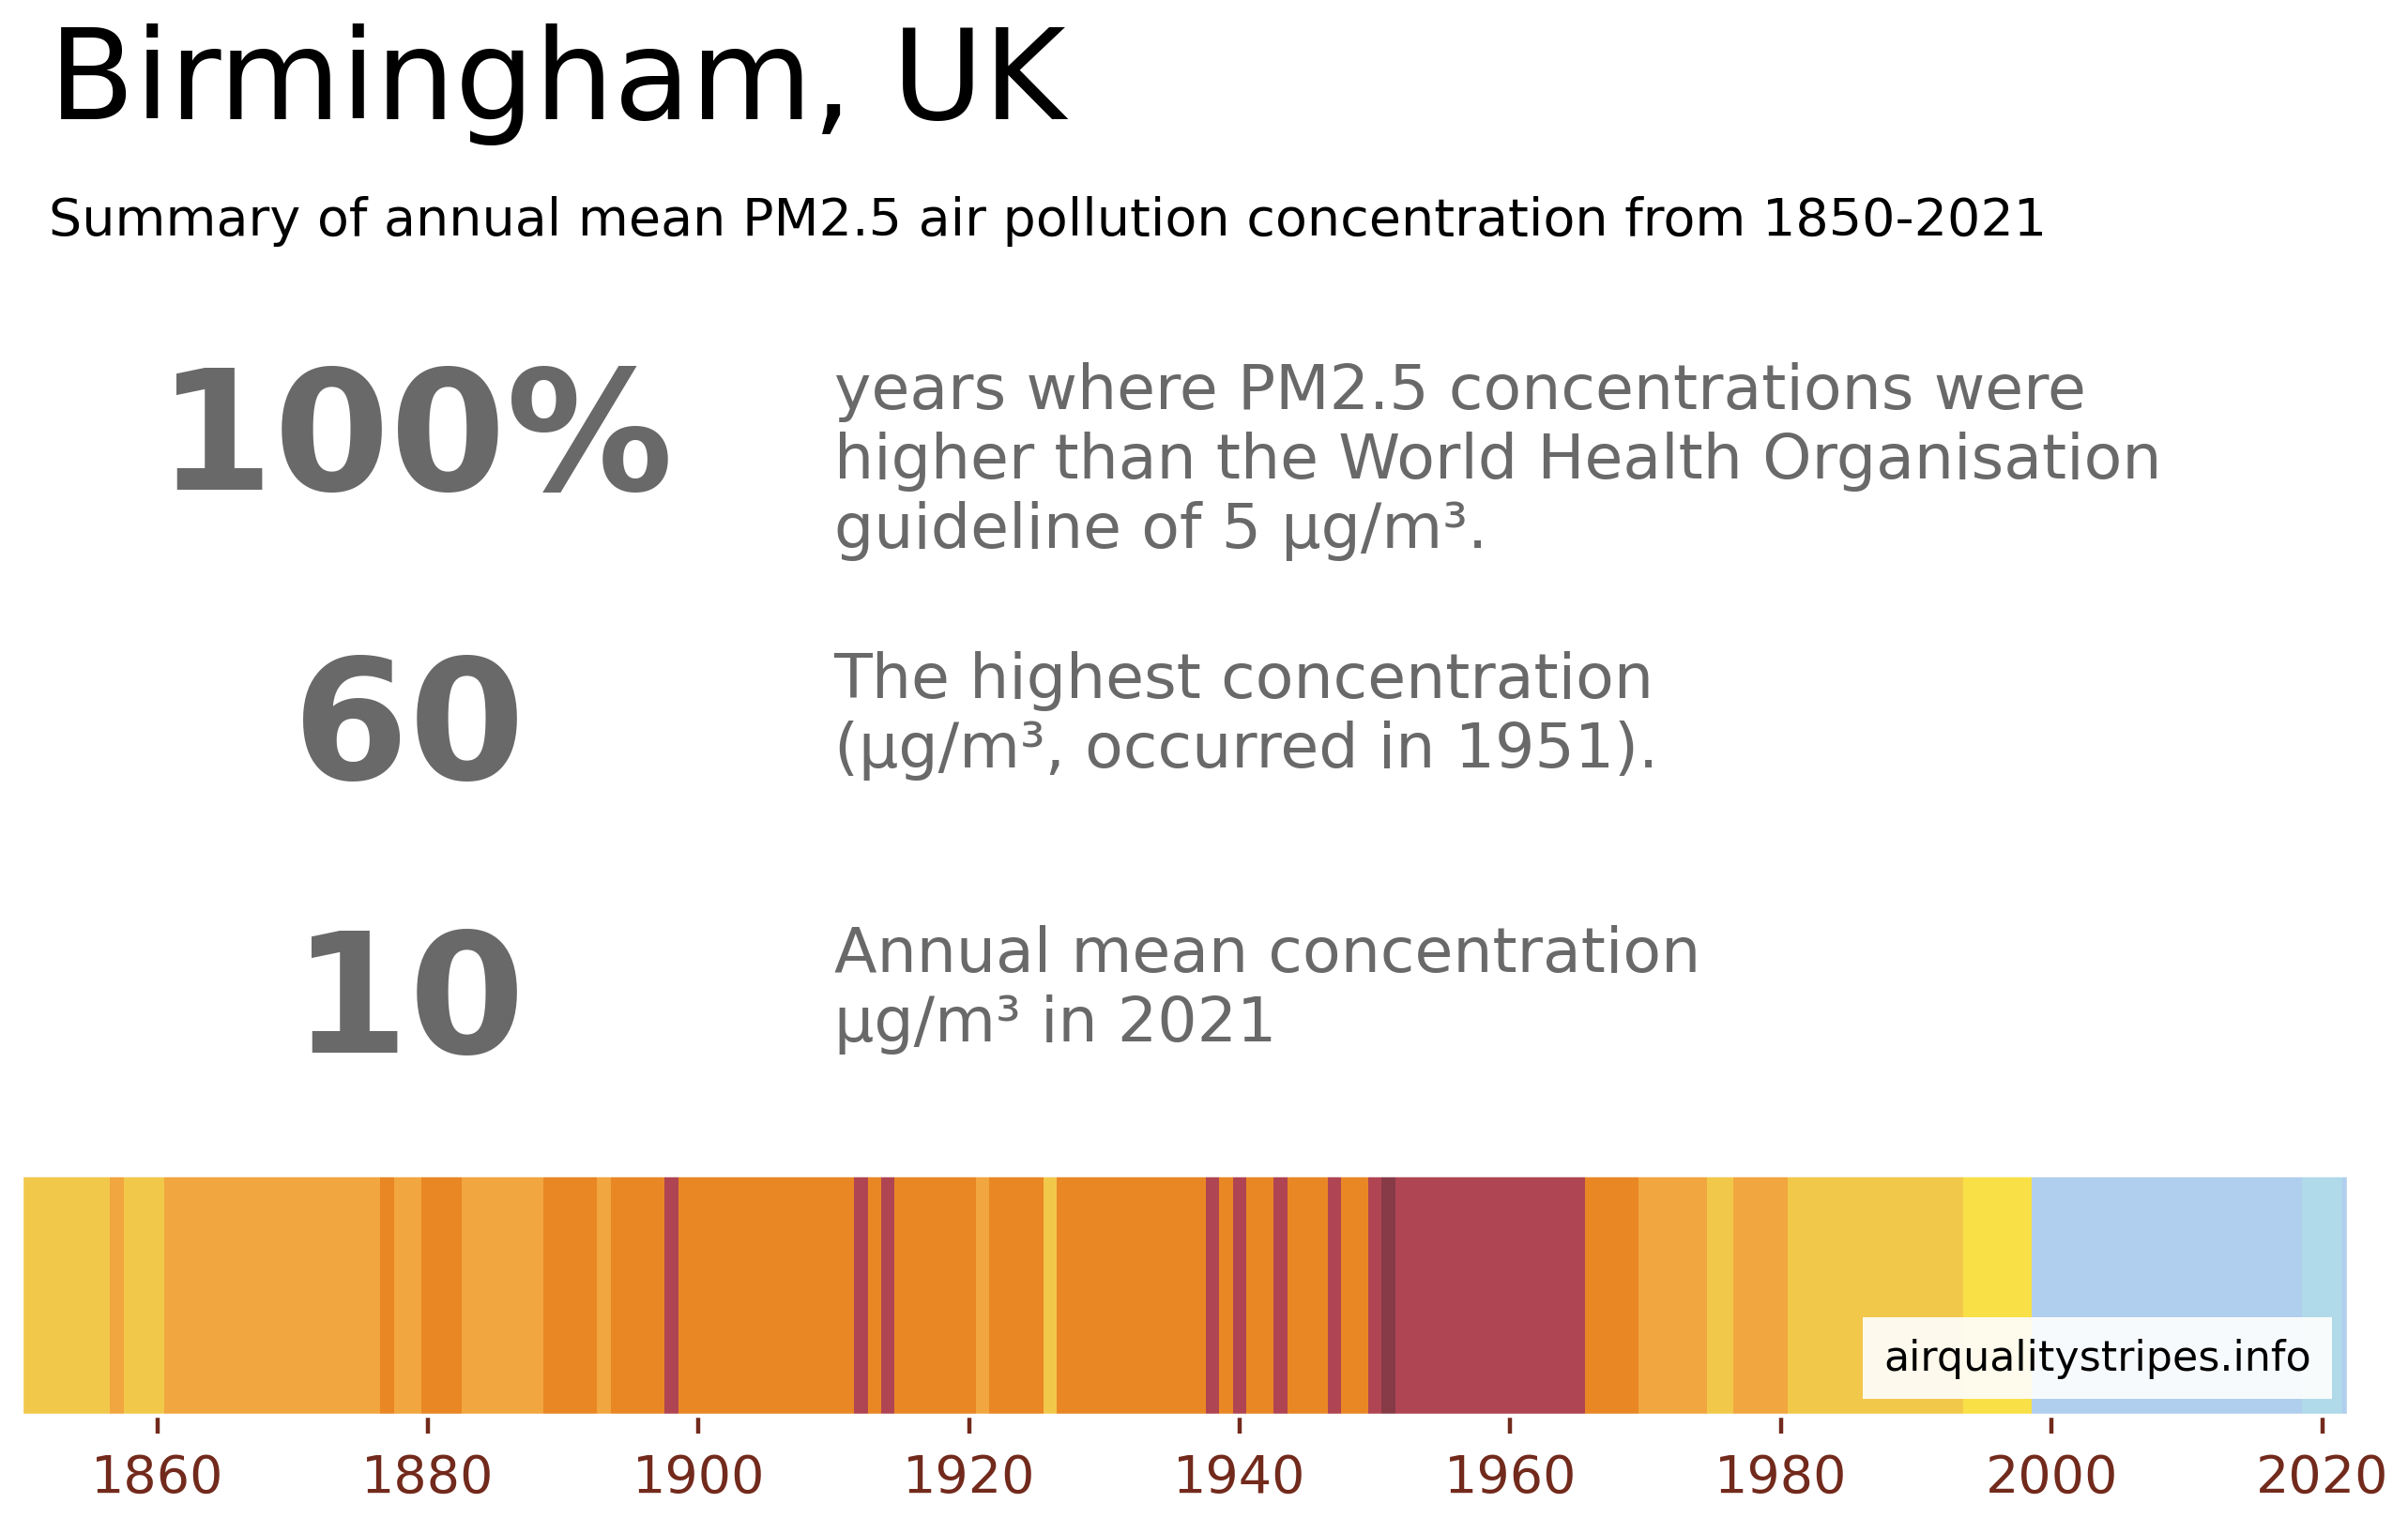 Birmingham, UK
Summary of annual mean PM2.5 air pollution concentration from 1850-2021
100%
years where PM2.5 concentrations were
higher than the World Health Organisation
guideline of 5 µg/m³.
60
The highest concentration
(µg/m³, occurred in 1951).
10
Annual mean concentration
µg/m³ in 2021
airqualitystripes.info
1860 1880 1900 1920 1940 1960 1980 2000 2020